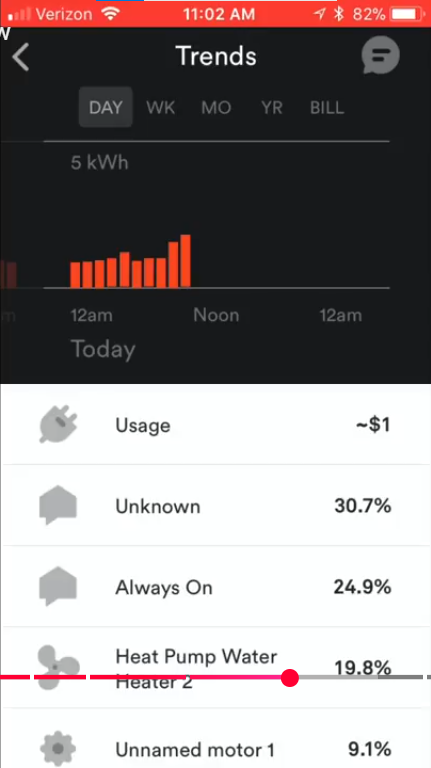 Verizon 11:02 AM 82%
W
Trends
DAY WK MO YR BILL
5 kWh
12am Noon 12am
Today
Usage ~$1
Unknown 30.7%
Always On 24.9%
Heat Pump Water
Heater 2 19.8%
Unnamed motor 1 9.1%